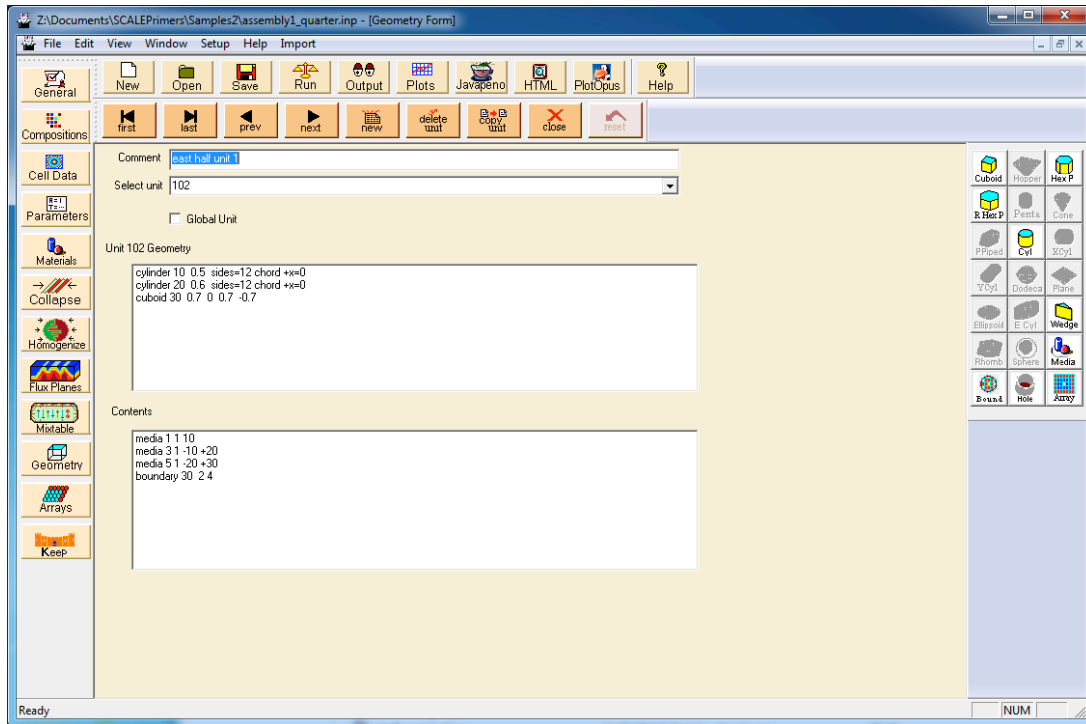 Z:\Documents\SCALEPrimers\Samples2\assembly1_quarter.inp - [Geometry Form]
File Edit View Window Setup Help Import
General
New Open Save Run Output Plots Javapeno HTML PlotOpus Help
Compositions
first last prev next new delete unit copy unit close reset
Cell Data
Parameters
Materials
Collapse
Homogenize
Flux Planes
Mixtable
Geometry
Arrays
Keep
Comment east half unit 1
Select unit 102
Global Unit
Unit 102 Geometry
cylinder 10 0.5 sides=12 chord +x=0
cylinder 20 0.6 sides=12 chord +x=0
cuboid 30 0.7 0 0.7 -0.7
Contents
media 1 1 10
media 3 1 -10 +20
media 5 1 -20 +30
boundary 30 2 4
Cuboid Hopper Hex P
R Hex P Penta Cone
PPiped Cyl XCyl
YCyl Dodeca Plane
Ellipsoid E Cyl Wedge
Rhomb Sphere Media
Bound Hole Array
Ready NUM